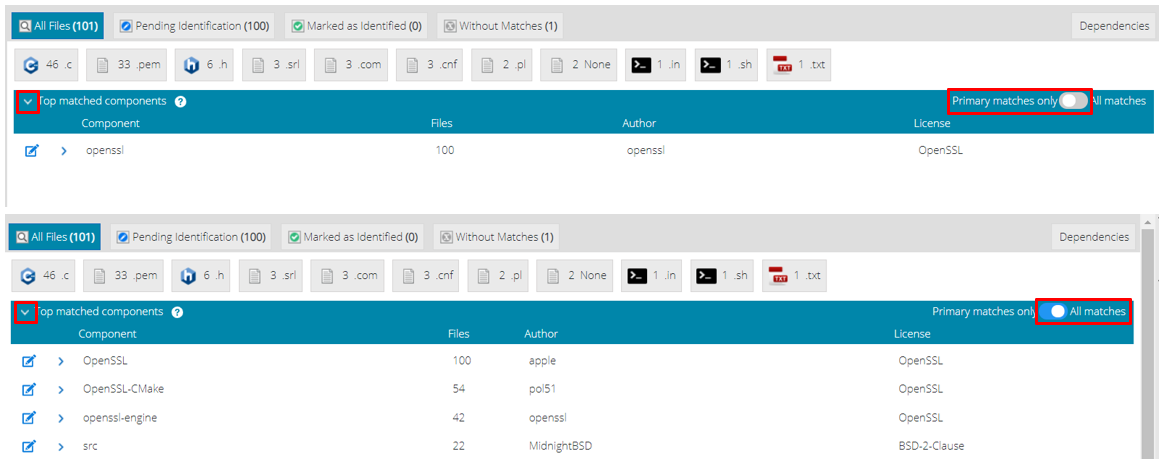 All Files (101) Pending Identification (100) Marked as Identified (0) Without Matches (1) Dependencies
46 .c 33 .pem 6 .h 3 .srl 3 .com 3 .cnf 2 .pl 2 None 1 .in 1 .sh TXT 1 .txt
Top matched components ? Primary matches only All matches
Component Files Author License
openssl 100 openssl OpenSSL
All Files (101) Pending Identification (100) Marked as Identified (0) Without Matches (1) Dependencies
46 .c 33 .pem 6 .h 3 .srl 3 .com 3 .cnf 2 .pl 2 None 1 .in 1 .sh TXT 1 .txt
Top matched components ? Primary matches only All matches
Component Files Author License
OpenSSL 100 apple OpenSSL
OpenSSL-CMake 54 pol51 OpenSSL
openssl-engine 42 openssl OpenSSL
src 22 MidnightBSD BSD-2-Clause